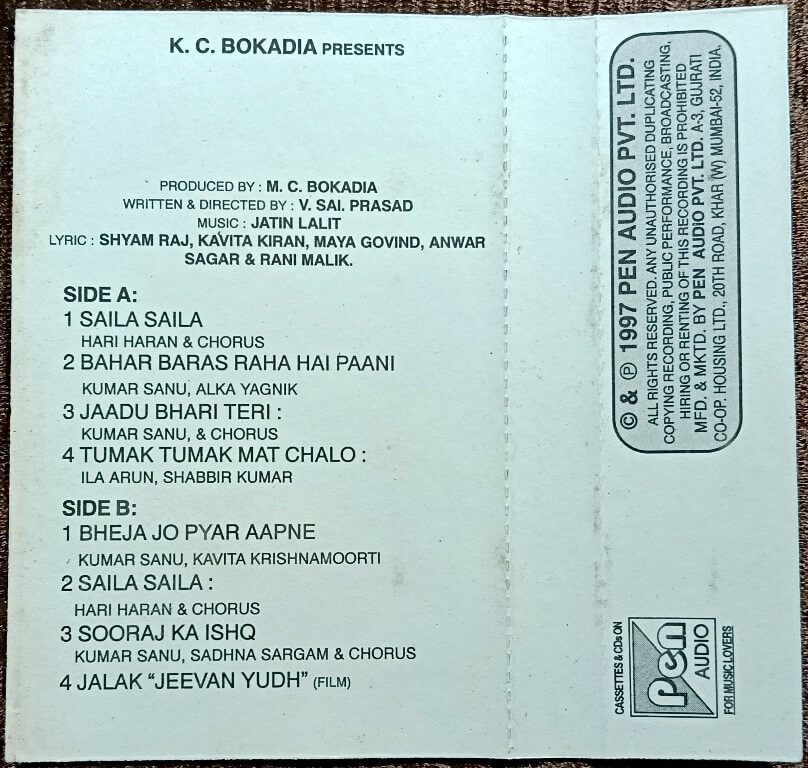 K. C. BOKADIA PRESENTS
PRODUCED BY : M. C. BOKADIA
WRITTEN & DIRECTED BY : V. SAI. PRASAD
MUSIC : JATIN LALIT
LYRIC : SHYAM RAJ, KAVITA KIRAN, MAYA GOVIND, ANWAR
SAGAR & RANI MALIK.
SIDE A:
1 SAILA SAILA
HARI HARAN & CHORUS
2 BAHAR BARAS RAHA HAI PAANI
KUMAR SANU, ALKA YAGNIK
3 JAADU BHARI TERI :
KUMAR SANU, & CHORUS
4 TUMAK TUMAK MAT CHALO :
ILA ARUN, SHABBIR KUMAR
SIDE B:
1 BHEJA JO PYAR AAPNE
KUMAR SANU, KAVITA KRISHNAMOORTI
2 SAILA SAILA :
HARI HARAN & CHORUS
3 SOORAJ KA ISHQ
KUMAR SANU, SADHNA SARGAM & CHORUS
4 JALAK “JEEVAN YUDH” (FILM)
© & ℗ 1997 PEN AUDIO PVT. LTD.
ALL RIGHTS RESERVED. ANY UNAUTHORISED DUPLICATING
COPYING RECORDING, PUBLIC PERFORMANCE, BROADCASTING,
HIRING OR RENTING OF THIS RECORDING IS PROHIBITED
MFD. & MKTD. BY PEN AUDIO PVT. LTD. A-3, GUJRATI
CO-OP. HOUSING LTD., 20TH ROAD, KHAR (W) MUMBAI-52, INDIA.
CASSETTES & CDs ON
Pen
AUDIO
FOR MUSIC LOVERS